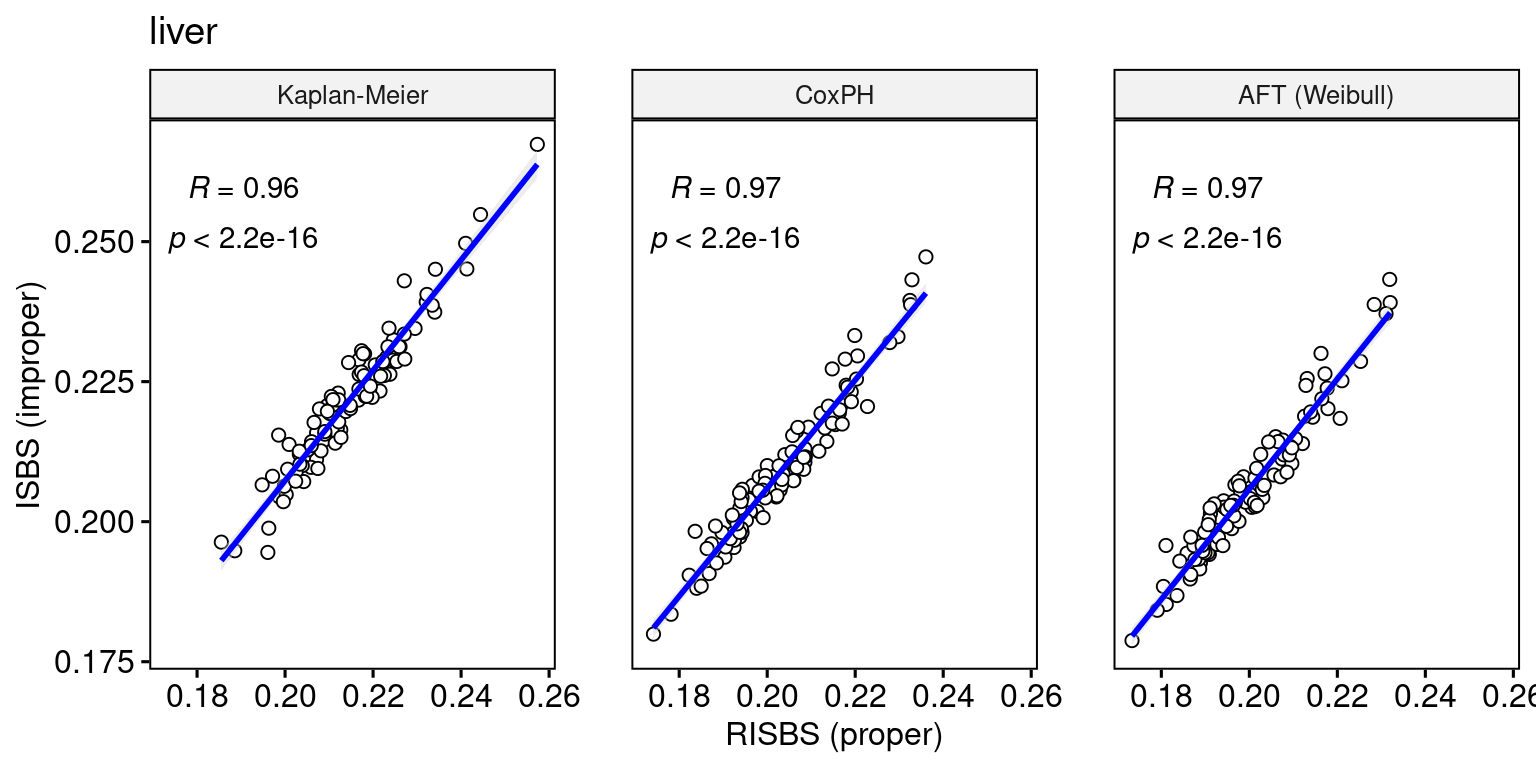 liver
Kaplan-Meier
CoxPH
AFT (Weibull)
R = 0.96
p < 2.2e-16
R = 0.97
p < 2.2e-16
R = 0.97
p < 2.2e-16
ISBS (improper)
0.250
0.225
0.200
0.175
0.18 0.20 0.22 0.24 0.26
0.18 0.20 0.22 0.24 0.26
0.18 0.20 0.22 0.24 0.26
RISBS (proper)